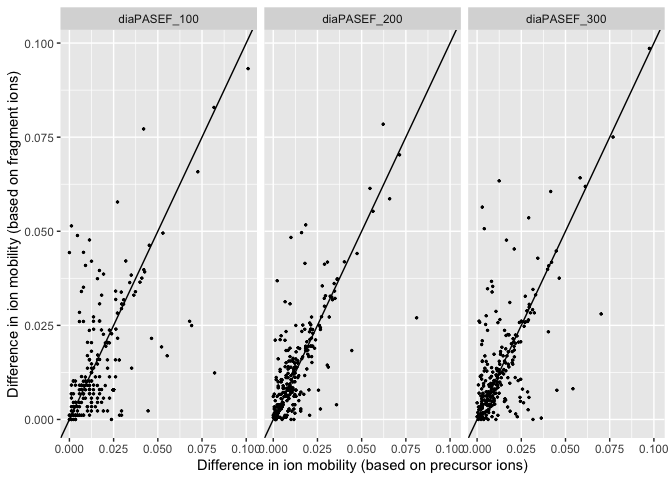 diaPASEF_100 diaPASEF_200 diaPASEF_300
Difference in ion mobility (based on fragment ions)
0.100
0.075
0.050
0.025
0.000
0.000 0.025 0.050 0.075 0.100 0.000 0.025 0.050 0.075 0.100 0.000 0.025 0.050 0.075 0.100
Difference in ion mobility (based on precursor ions)